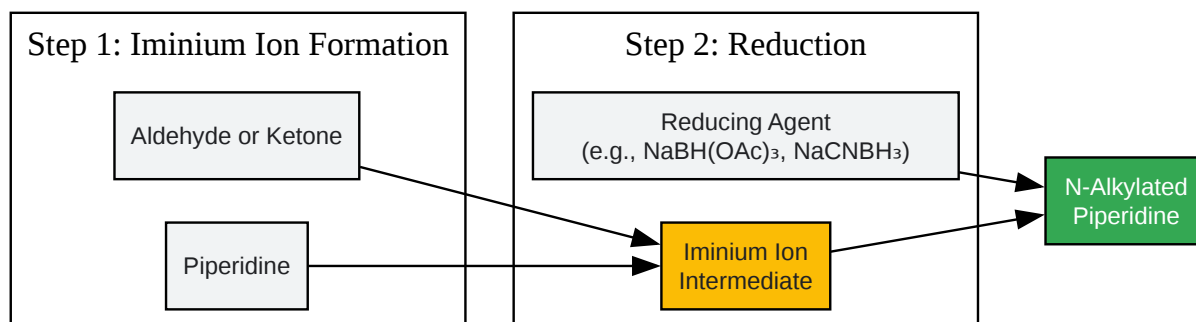 Step 1: Iminium Ion Formation
Aldehyde or Ketone
Piperidine
Step 2: Reduction
Reducing Agent
(e.g., NaBH(OAc)₃, NaCNBH₃)
Iminium Ion
Intermediate
N-Alkylated
Piperidine